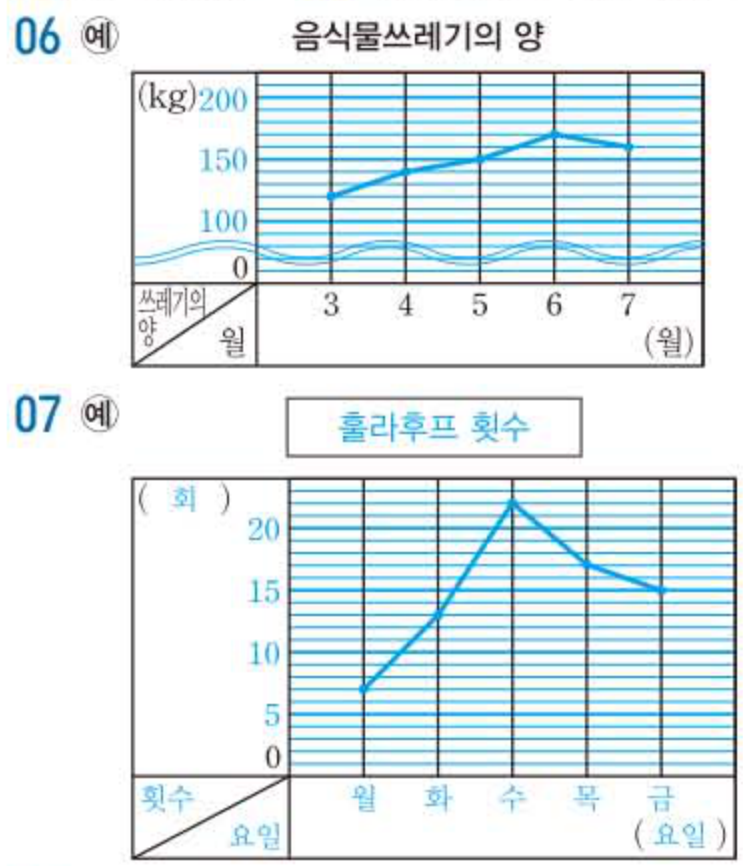 06 예 음식물쓰레기의 양
(kg) 200
150
100
0
쓰레기의 양 월
3 4 5 6 7
(월)
07 예 훌라후프 횟수
( 회 )
20
15
10
5
0
횟수 요일
월 화 수 목 금
( 요일 )